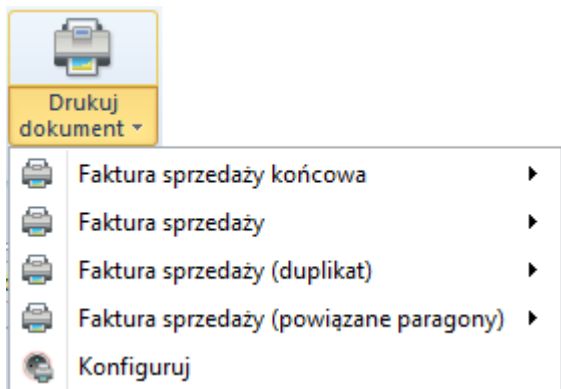 Drukuj
dokument
Faktura sprzedaży końcowa
Faktura sprzedaży
Faktura sprzedaży (duplikat)
Faktura sprzedaży (powiązane paragony)
Konfiguruj